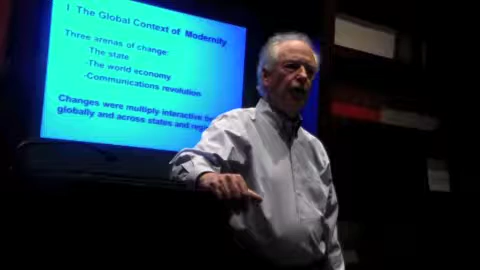 I The Global Context of Modernity
Three arenas of change:
The state
-The world economy
-Communications revolution
Changes were multiply interactive
globally and across states and